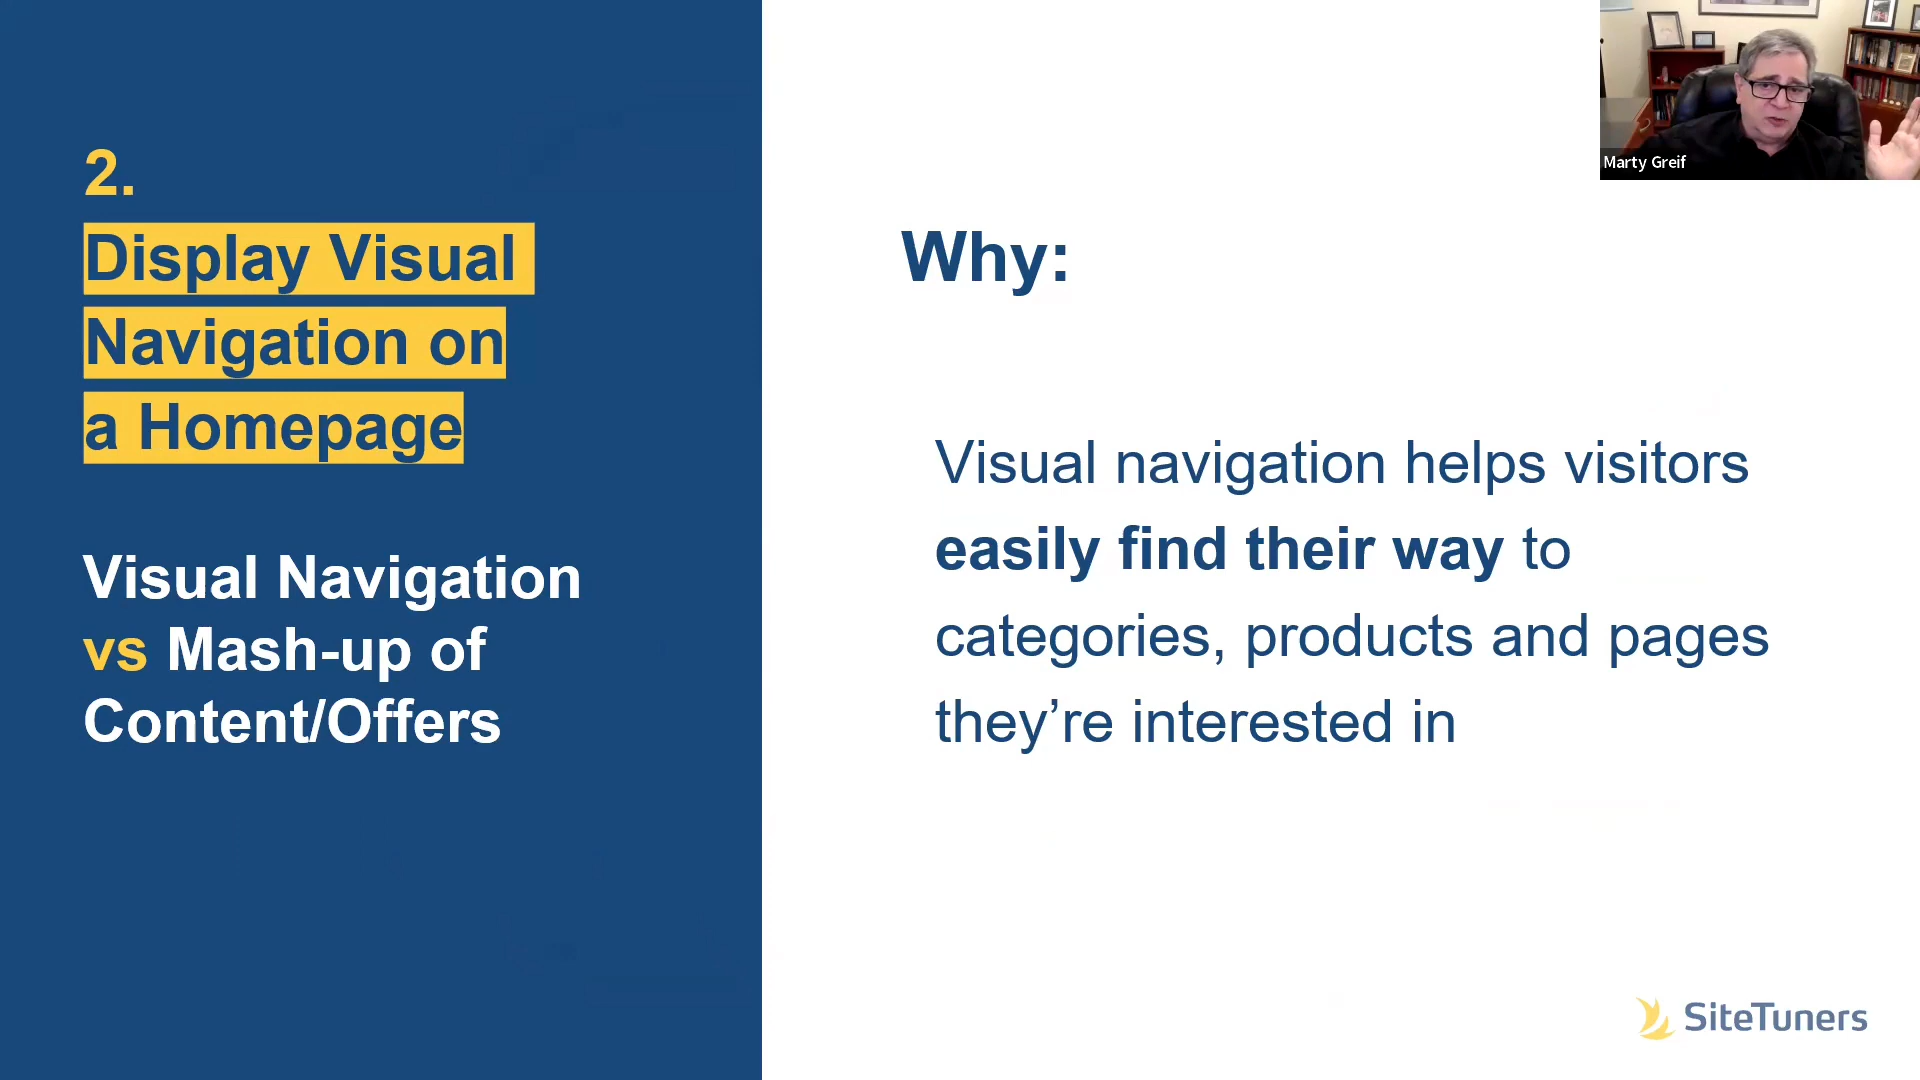 2.
Display Visual
Navigation on
a Homepage
Visual Navigation
vs Mash-up of
Content/Offers
Why:
Visual navigation helps visitors
easily find their way to
categories, products and pages
they’re interested in
Marty Greif
SiteTuners